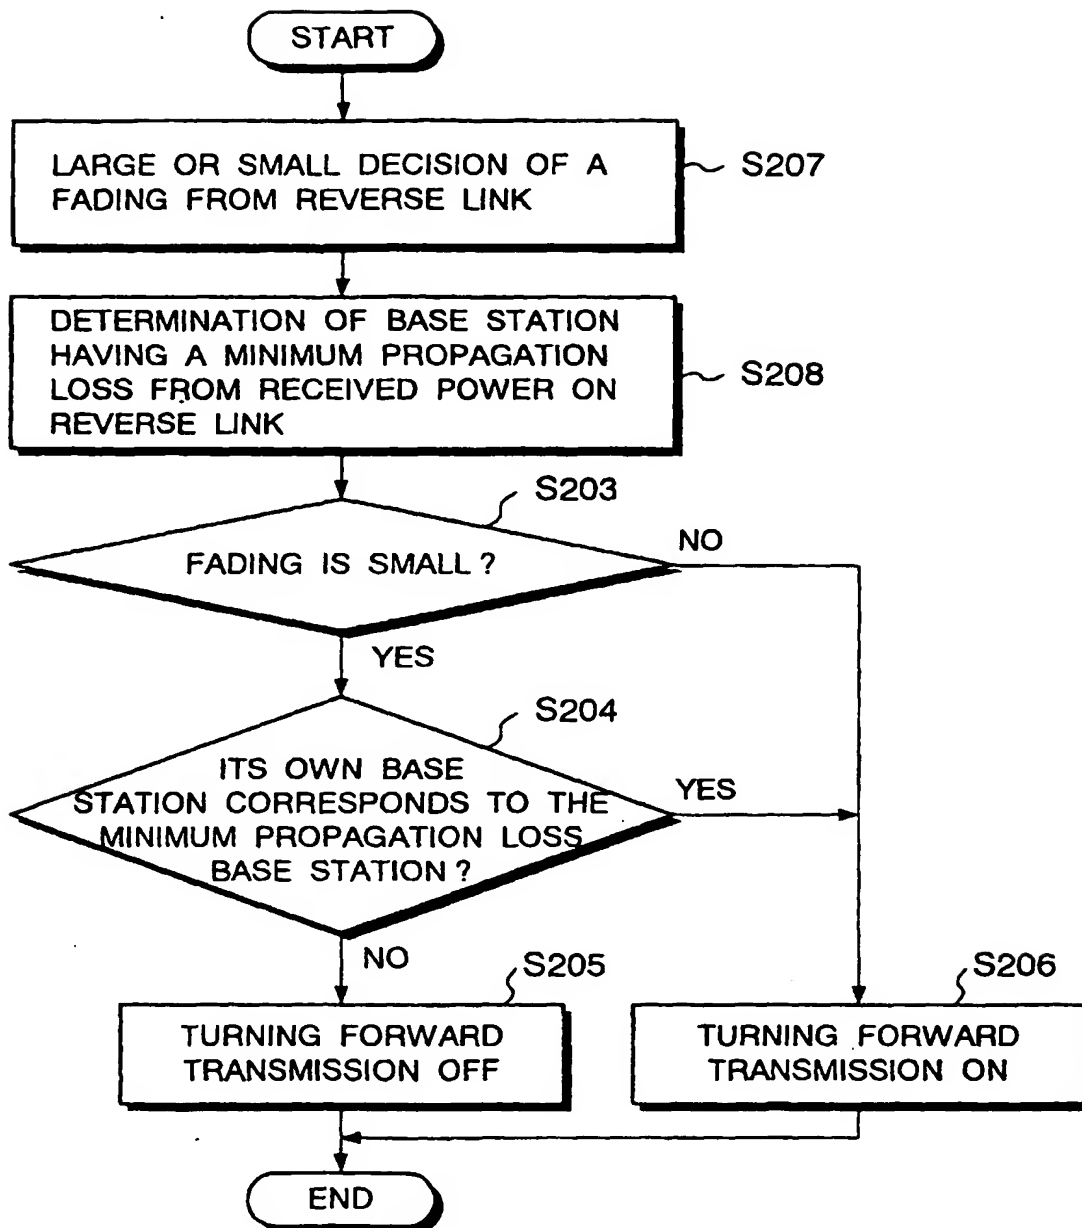 START
LARGE OR SMALL DECISION OF A
FADING FROM REVERSE LINK
S207
DETERMINATION OF BASE STATION
HAVING A MINIMUM PROPAGATION
LOSS FROM RECEIVED POWER ON
REVERSE LINK
S208
S203
FADING IS SMALL?
NO
YES
S204
ITS OWN BASE
STATION CORRESPONDS TO THE
MINIMUM PROPAGATION LOSS
BASE STATION?
YES
NO
S205
TURNING FORWARD
TRANSMISSION OFF
S206
TURNING FORWARD
TRANSMISSION ON
END